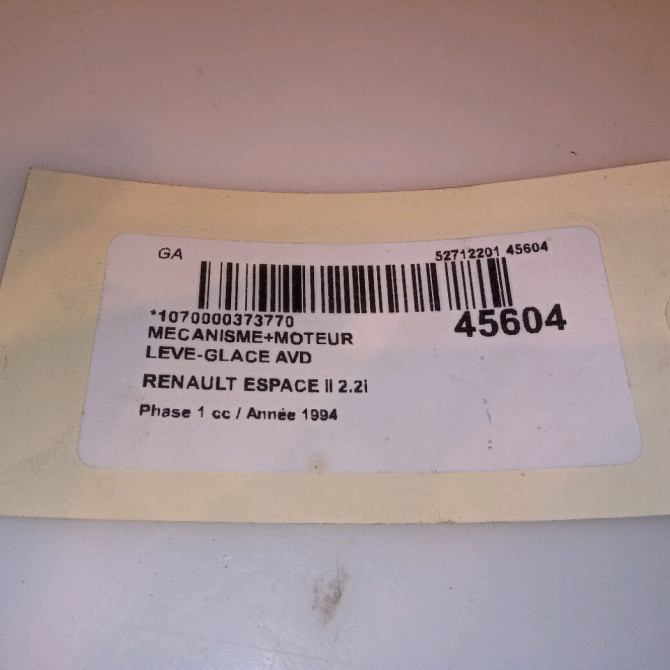 GA 52712201 45604
*1070000373770
45604
MECANISME+MOTEUR
LEVE-GLACE AVD
RENAULT ESPACE II 2.2i
Phase 1 cc / Année 1994